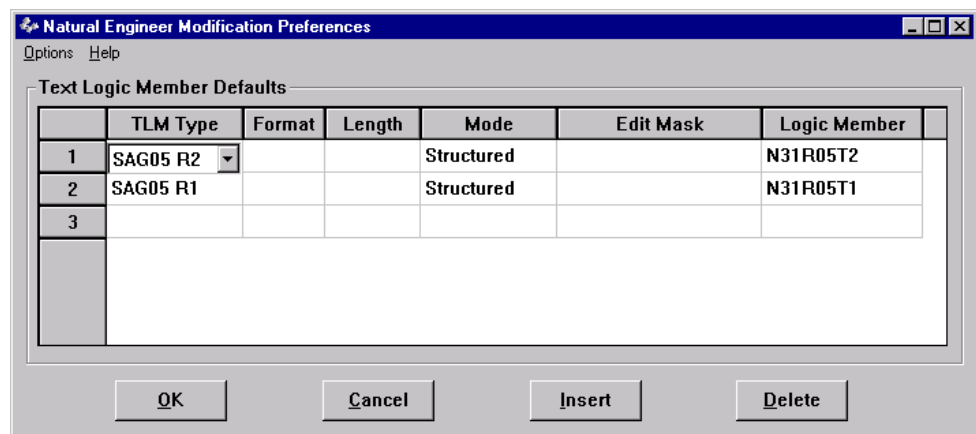 Natural Engineer Modification Preferences
Options Help
Text Logic Member Defaults
TLM Type Format Length Mode Edit Mask Logic Member
1 SAG05 R2 Structured N31R05T2
2 SAG05 R1 Structured N31R05T1
3
OK Cancel Insert Delete